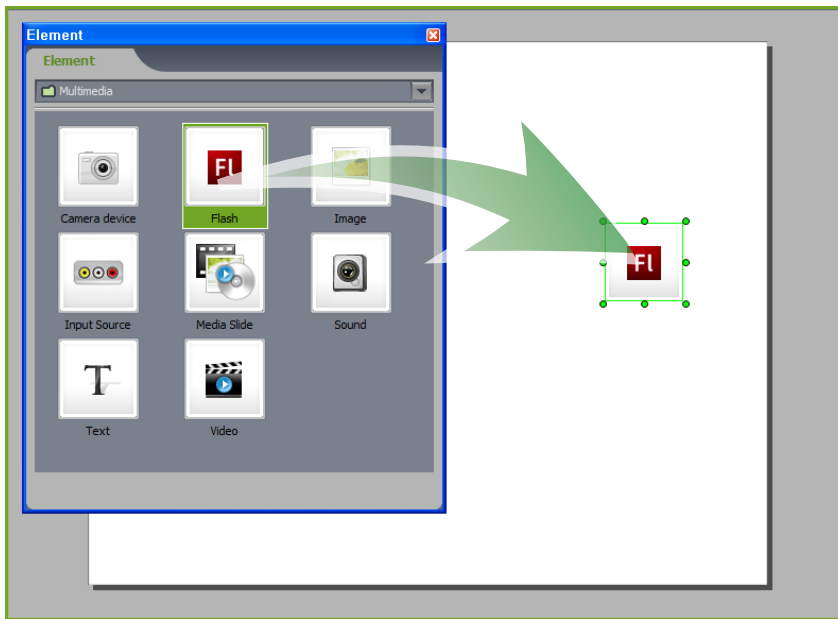 Element
Element
Multimedia
FL
Camera device
Flash
Image
Input Source
Media Slide
Sound
T
Text
Video
FL